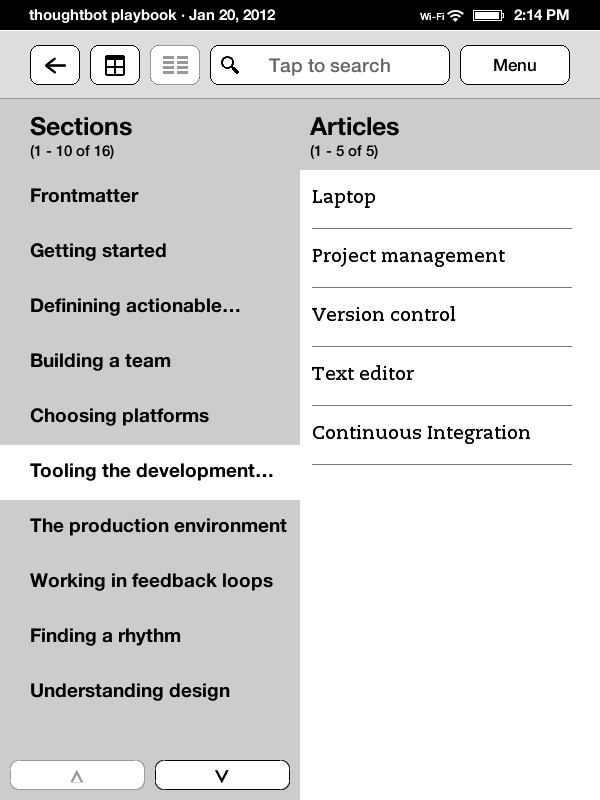 thoughtbot playbook · Jan 20, 2012 Wi-Fi 2:14 PM
Tap to search Menu
Sections
(1 - 10 of 16)
Frontmatter
Getting started
Definining actionable...
Building a team
Choosing platforms
Tooling the development...
The production environment
Working in feedback loops
Finding a rhythm
Understanding design
Articles
(1 - 5 of 5)
Laptop
Project management
Version control
Text editor
Continuous Integration